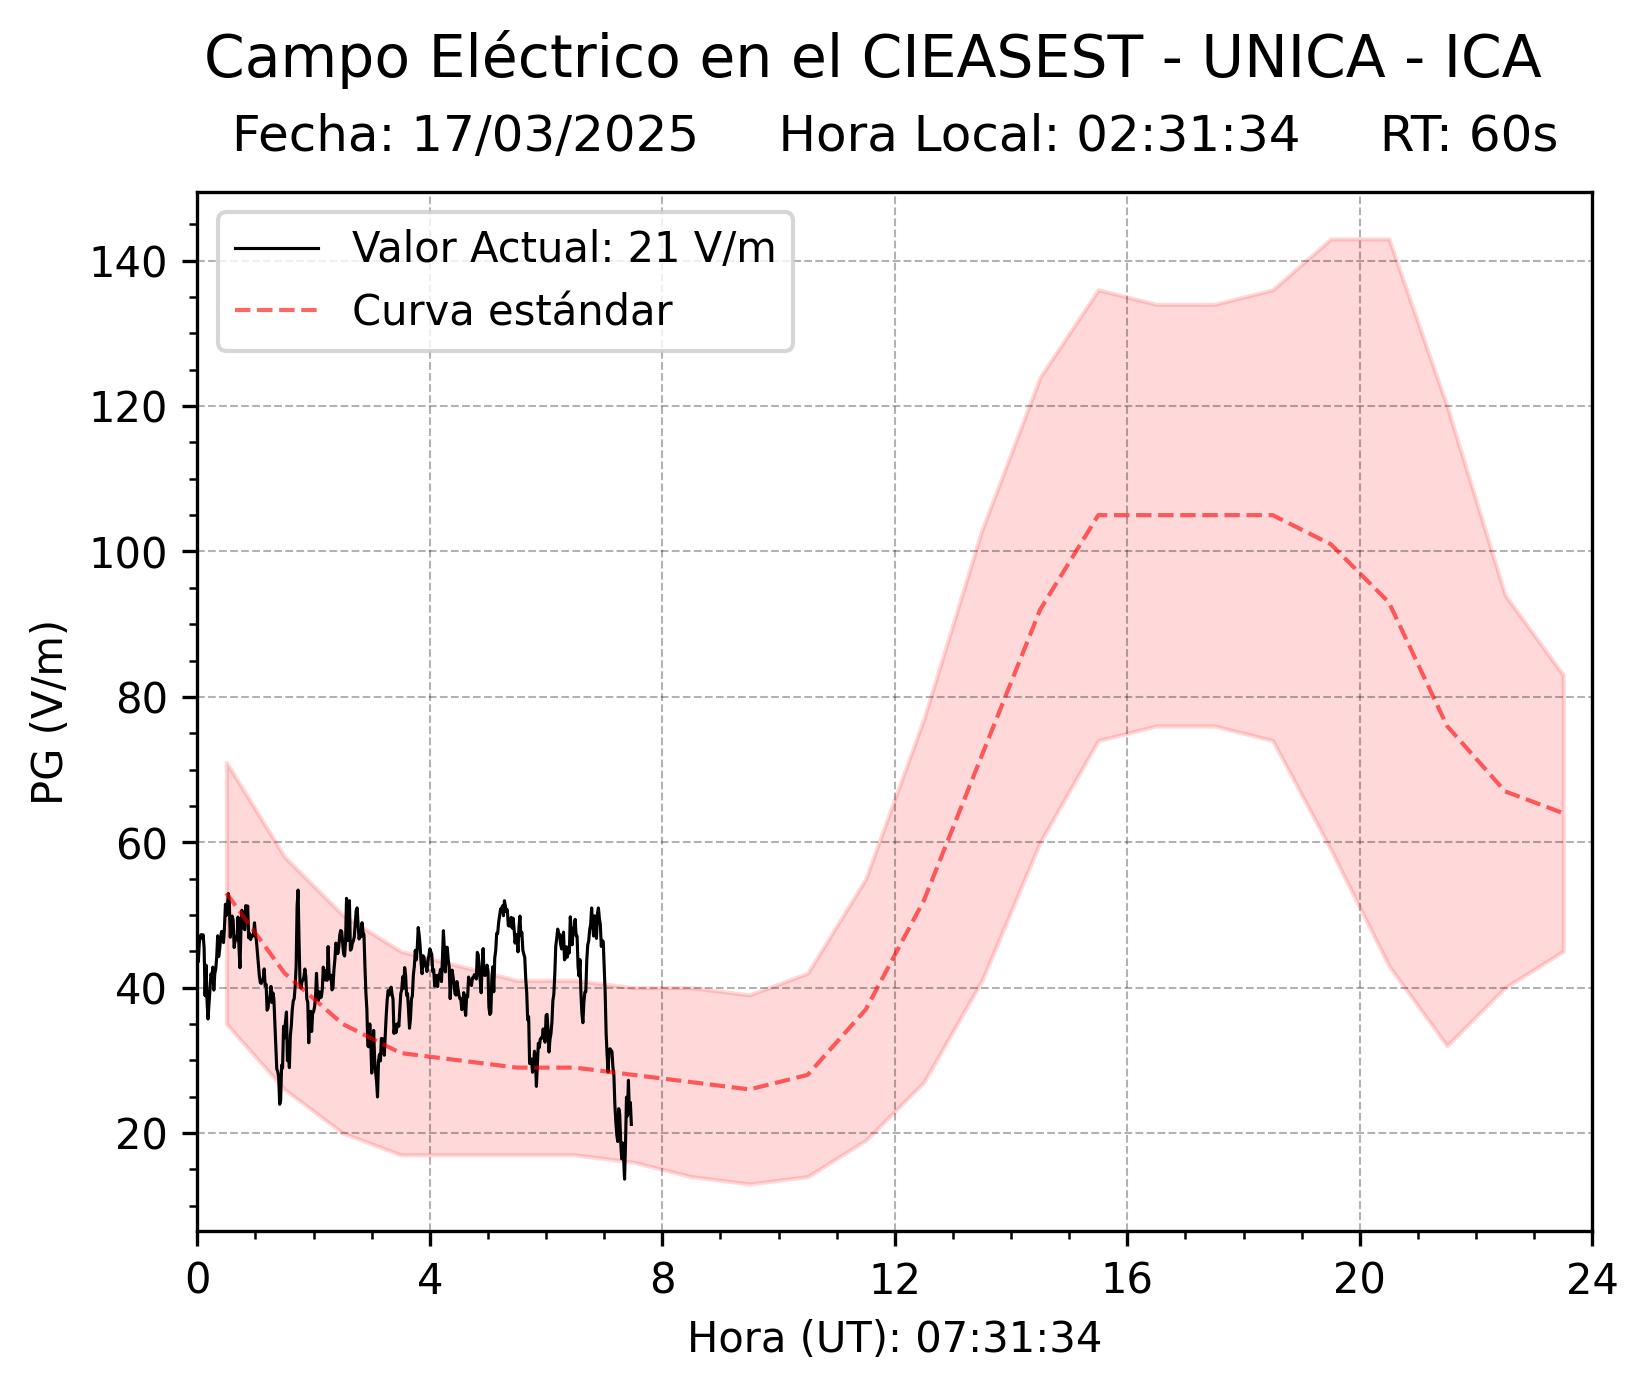 Campo Eléctrico en el CIEASEST - UNICA - ICA
Fecha: 17/03/2025 Hora Local: 02:31:34 RT: 60s
Valor Actual: 21 V/m
Curva estándar
140
120
100
80
60
40
20
PG (V/m)
0 4 8 12 16 20 24
Hora (UT): 07:31:34